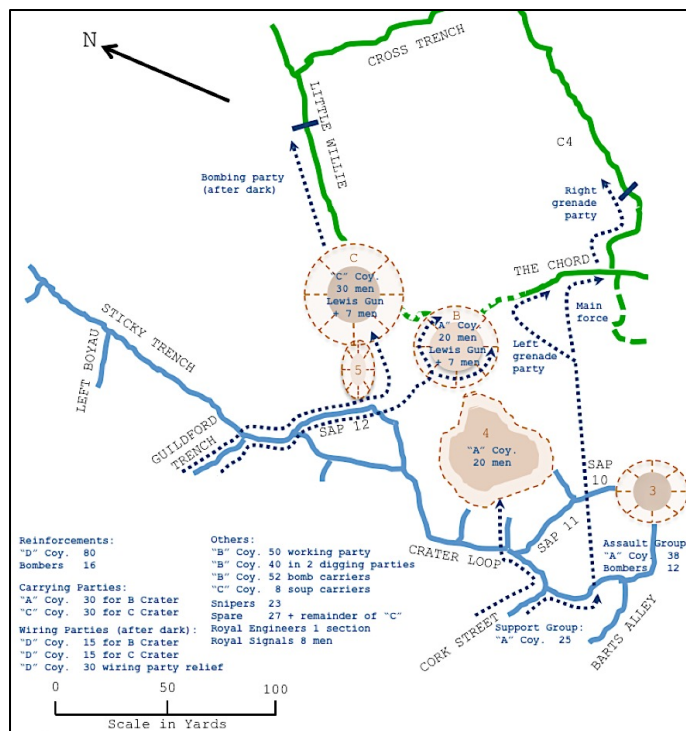 N
CROSS TRENCH
LITTLE WILLIE
C4
Bombing party
(after dark)
Right
grenade
party
THE CHORD
C
"C" Coy.
30 men
Lewis Gun
+ 7 men
B
"A" Coy.
20 men
Lewis Gun
+ 7 men
Main
force
Left
grenade
party
STICKY TRENCH
LEFT BOYAU
5
GUILDFORD
TRENCH
SAP 12
4
"A" Coy.
20 men
SAP
10
3
SAP 11
CRATER LOOP
Assault Group
"A" Coy. 38
Bombers 12
CORK STREET
Support Group:
"A" Coy. 25
BARTS ALLEY
Reinforcements:
"D" Coy. 80
Bombers 16
Carrying Parties:
"A" Coy. 30 for B Crater
"C" Coy. 30 for C Crater
Wiring Parties (after dark):
"D" Coy. 15 for B Crater
"D" Coy. 15 for C Crater
"D" Coy. 30 wiring party relief
Others:
"B" Coy. 50 working party
"B" Coy. 40 in 2 digging parties
"B" Coy. 52 bomb carriers
"C" Coy. 8 soup carriers
Snipers 23
Spare 27 + remainder of "C"
Royal Engineers 1 section
Royal Signals 8 men
0 50 100
Scale in Yards